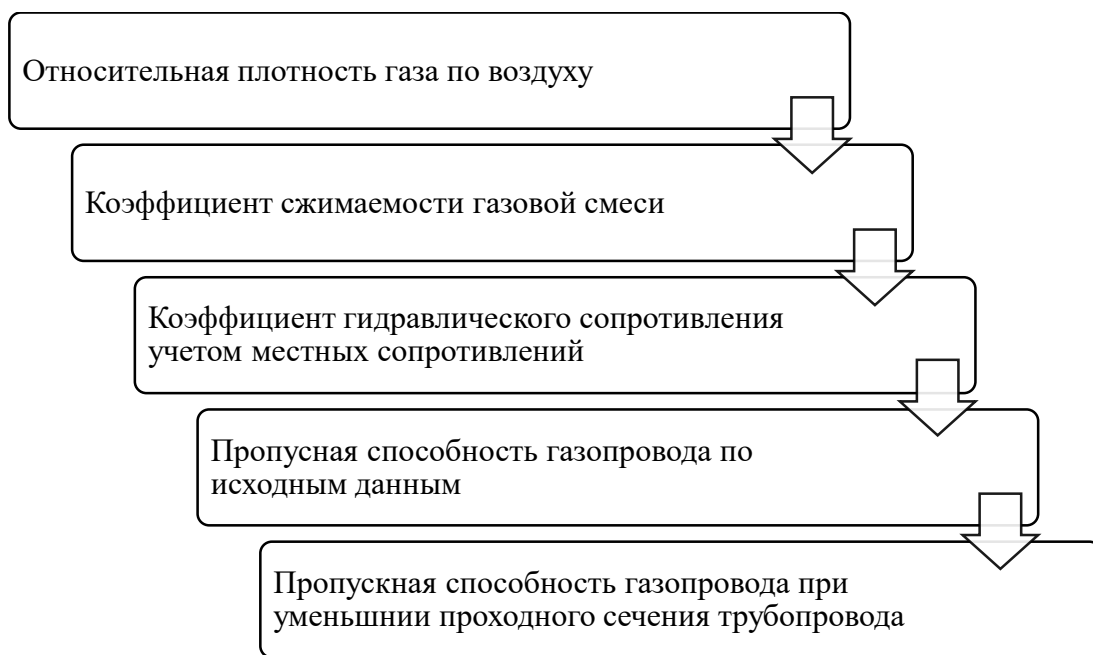 Относительная плотность газа по воздуху
Коэффициент сжимаемости газовой смеси
Коэффициент гидравлического сопротивления
учетом местных сопротивлений
Пропусная способность газопровода по
исходным данным
Пропускная способность газопровода при
уменьшнии проходного сечения трубопровода